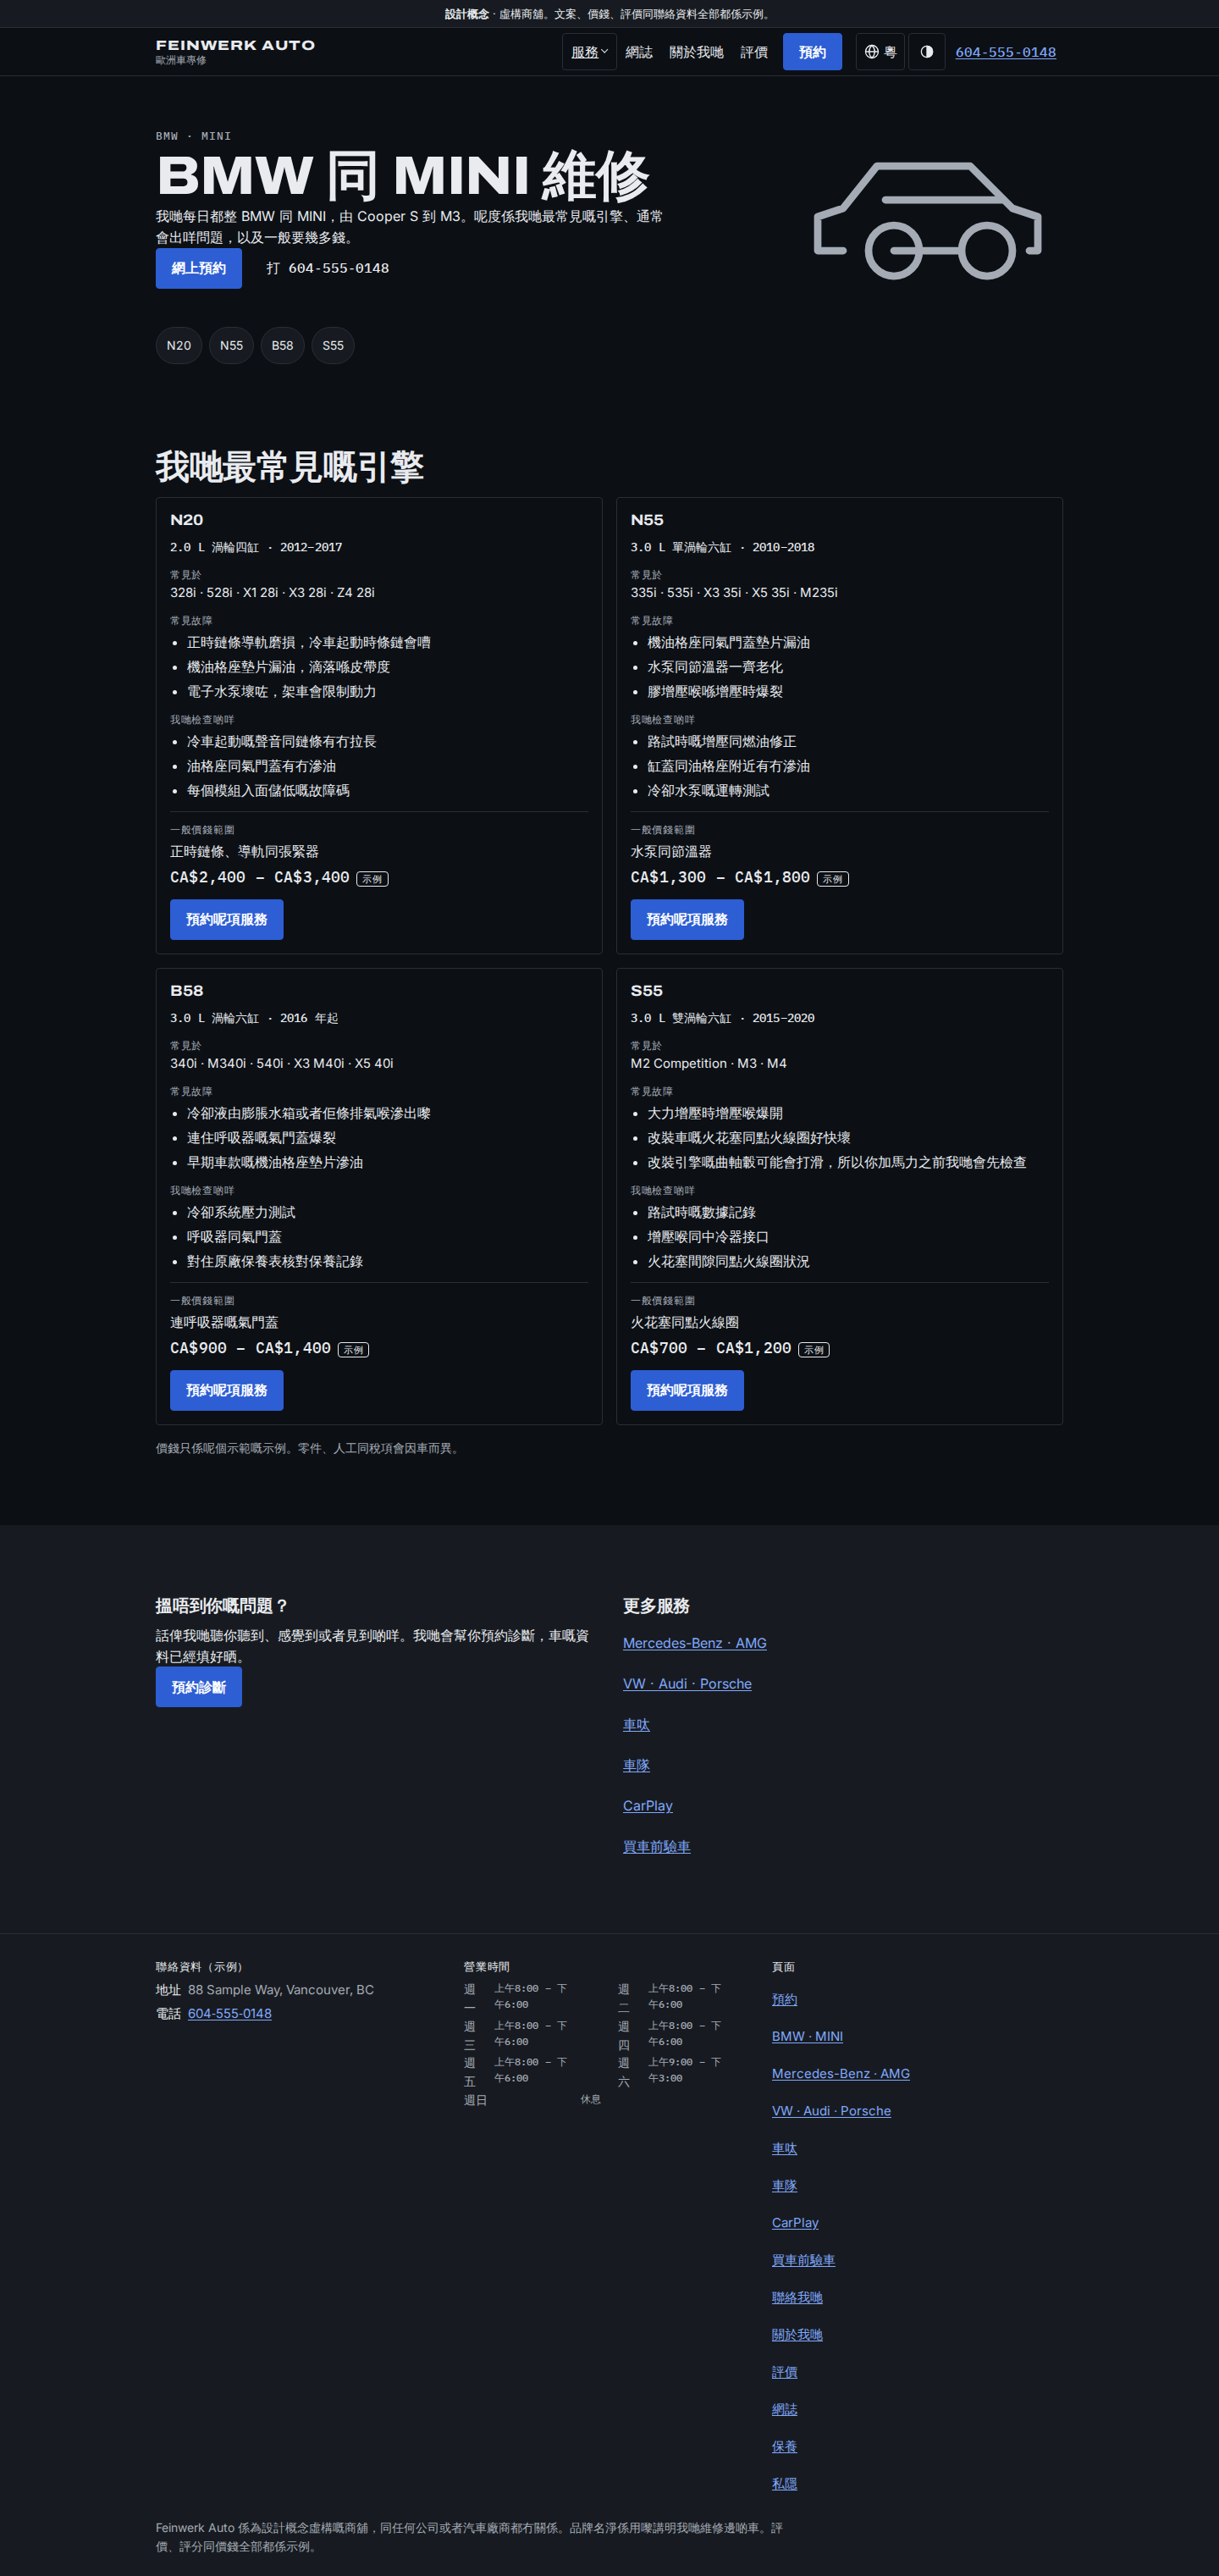 設計概念 · 虛構商舖。文案、價錢、評價同聯絡資料全部都係示例。
FEINWERK AUTO
歐洲車專修
服務 網誌 關於我哋 評價 預約 粵 604-555-0148
BMW · MINI
BMW 同 MINI 維修
我哋每日都整 BMW 同 MINI，由 Cooper S 到 M3。呢度係我哋最常見嘅引擎、通常
會出咩問題，以及一般要幾多錢。
網上預約 打 604-555-0148
N20 N55 B58 S55
我哋最常見嘅引擎
N20
2.0 L 渦輪四缸 · 2012–2017
常見於
328i · 528i · X1 28i · X3 28i · Z4 28i
常見故障
正時鏈條導軌磨損，冷車起動時條鏈會嘈
機油格座墊片漏油，滴落喺皮帶度
電子水泵壞咗，架車會限制動力
我哋檢查啲咩
冷車起動嘅聲音同鏈條有冇拉長
油格座同氣門蓋有冇滲油
每個模組入面儲低嘅故障碼
一般價錢範圍
正時鏈條、導軌同張緊器
CA$2,400 – CA$3,400 示例
預約呢項服務
N55
3.0 L 單渦輪六缸 · 2010–2018
常見於
335i · 535i · X3 35i · X5 35i · M235i
常見故障
機油格座同氣門蓋墊片漏油
水泵同節溫器一齊老化
膠增壓喉喺增壓時爆裂
我哋檢查啲咩
路試時嘅增壓同燃油修正
缸蓋同油格座附近有冇滲油
冷卻水泵嘅運轉測試
一般價錢範圍
水泵同節溫器
CA$1,300 – CA$1,800 示例
預約呢項服務
B58
3.0 L 渦輪六缸 · 2016 年起
常見於
340i · M340i · 540i · X3 M40i · X5 40i
常見故障
冷卻液由膨脹水箱或者佢條排氣喉滲出嚟
連住呼吸器嘅氣門蓋爆裂
早期車款嘅機油格座墊片滲油
我哋檢查啲咩
冷卻系統壓力測試
呼吸器同氣門蓋
對住原廠保養表核對保養記錄
一般價錢範圍
連呼吸器嘅氣門蓋
CA$900 – CA$1,400 示例
預約呢項服務
S55
3.0 L 雙渦輪六缸 · 2015–2020
常見於
M2 Competition · M3 · M4
常見故障
大力增壓時增壓喉爆開
改裝車嘅火花塞同點火線圈好快壞
改裝引擎嘅曲軸轂可能會打滑，所以你加馬力之前我哋會先檢查
我哋檢查啲咩
路試時嘅數據記錄
增壓喉同中冷器接口
火花塞間隙同點火線圈狀況
一般價錢範圍
火花塞同點火線圈
CA$700 – CA$1,200 示例
預約呢項服務
價錢只係呢個示範嘅示例。零件、人工同稅項會因車而異。
搵唔到你嘅問題？
話俾我哋聽你聽到、感覺到或者見到啲咩。我哋會幫你預約診斷，車嘅資
料已經填好晒。
預約診斷
更多服務
Mercedes-Benz · AMG
VW · Audi · Porsche
車呔
車隊
CarPlay
買車前驗車
聯絡資料（示例）
地址 88 Sample Way, Vancouver, BC
電話 604-555-0148
營業時間
週一 上午8:00 – 下午6:00
週二 上午8:00 – 下午6:00
週三 上午8:00 – 下午6:00
週四 上午8:00 – 下午6:00
週五 上午8:00 – 下午6:00
週六 上午9:00 – 下午3:00
週日 休息
頁面
預約
BMW · MINI
Mercedes-Benz · AMG
VW · Audi · Porsche
車呔
車隊
CarPlay
買車前驗車
聯絡我哋
關於我哋
評價
網誌
保養
私隱
Feinwerk Auto 係為設計概念虛構嘅商舖，同任何公司或者汽車廠商都冇關係。品牌名淨係用嚟講明我哋維修邊啲車。評
價、評分同價錢全部都係示例。